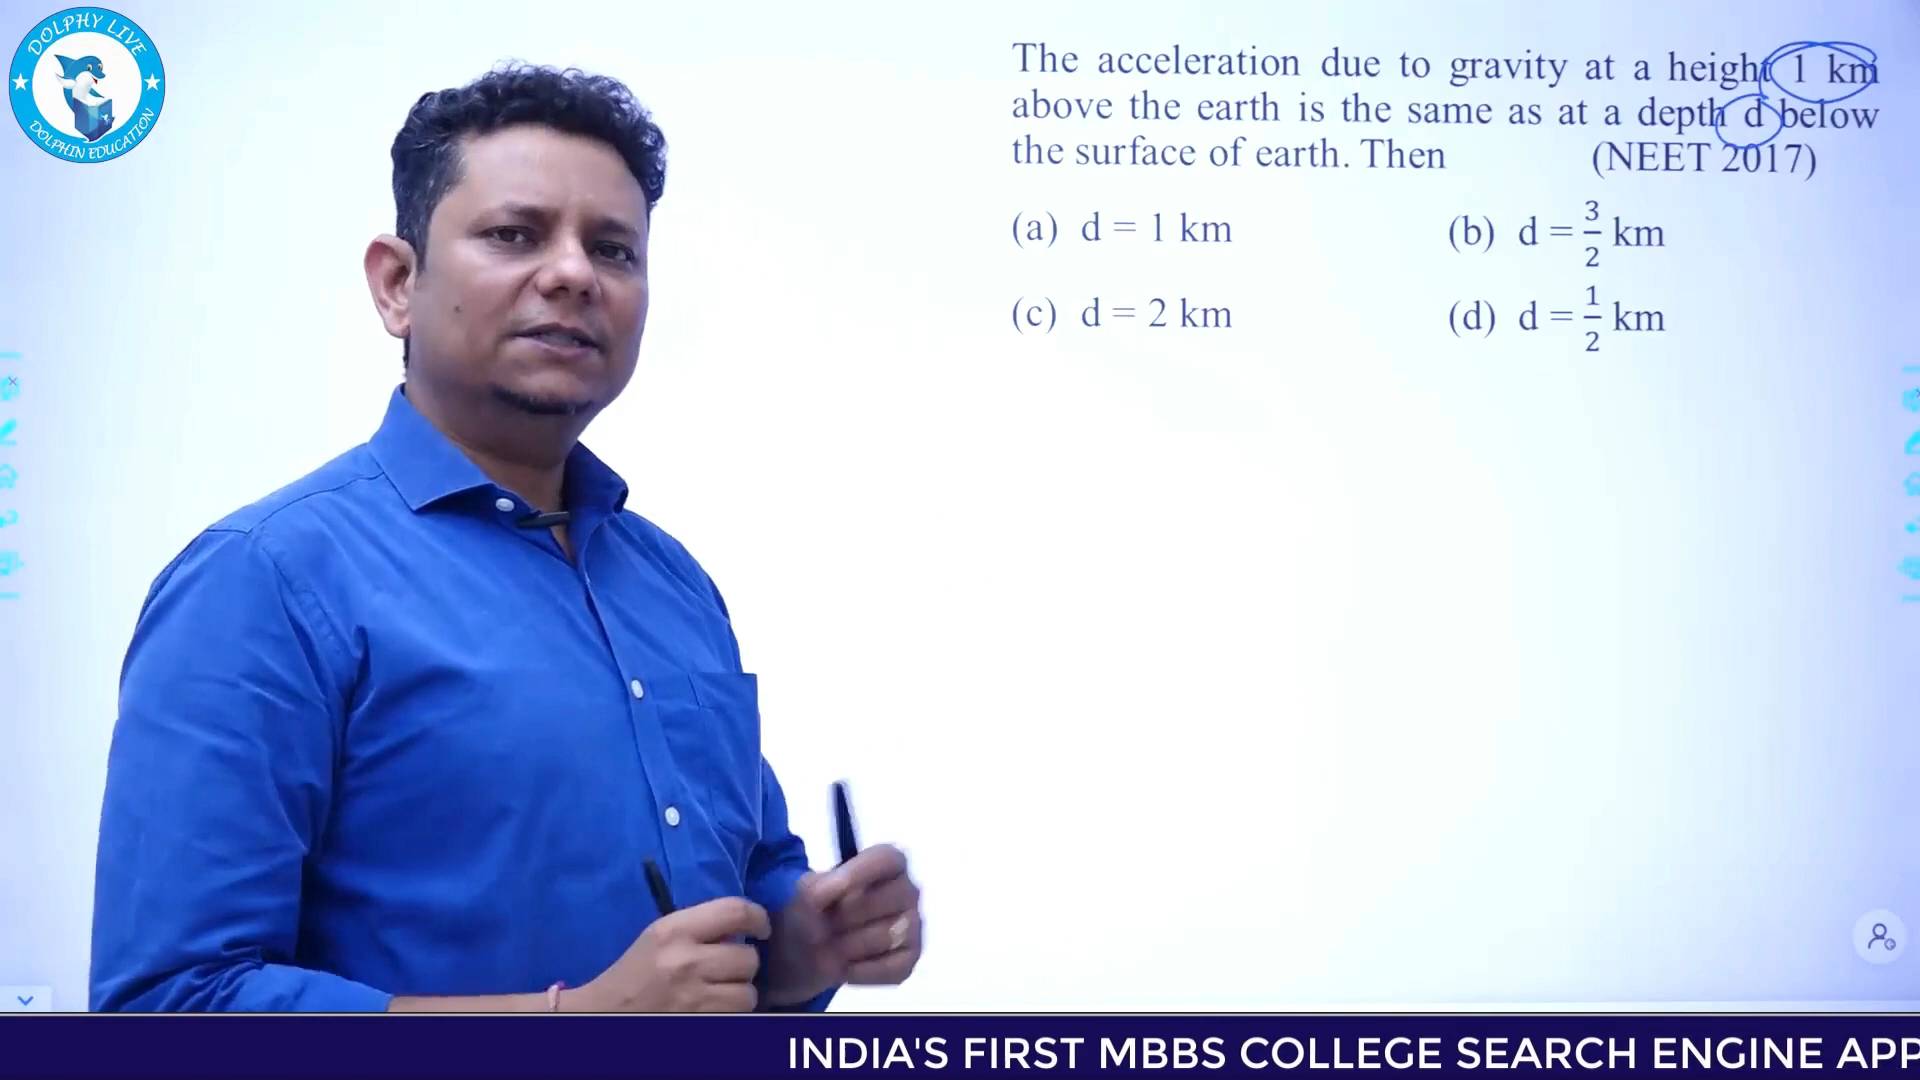 DOLPHY LIVE
DOLPHIN EDUCATION
The acceleration due to gravity at a height 1 km
above the earth is the same as at a depth d below
the surface of earth. Then (NEET 2017)
(a) d = 1 km (b) d = 3/2 km
(c) d = 2 km (d) d = 1/2 km
INDIA'S FIRST MBBS COLLEGE SEARCH ENGINE APP